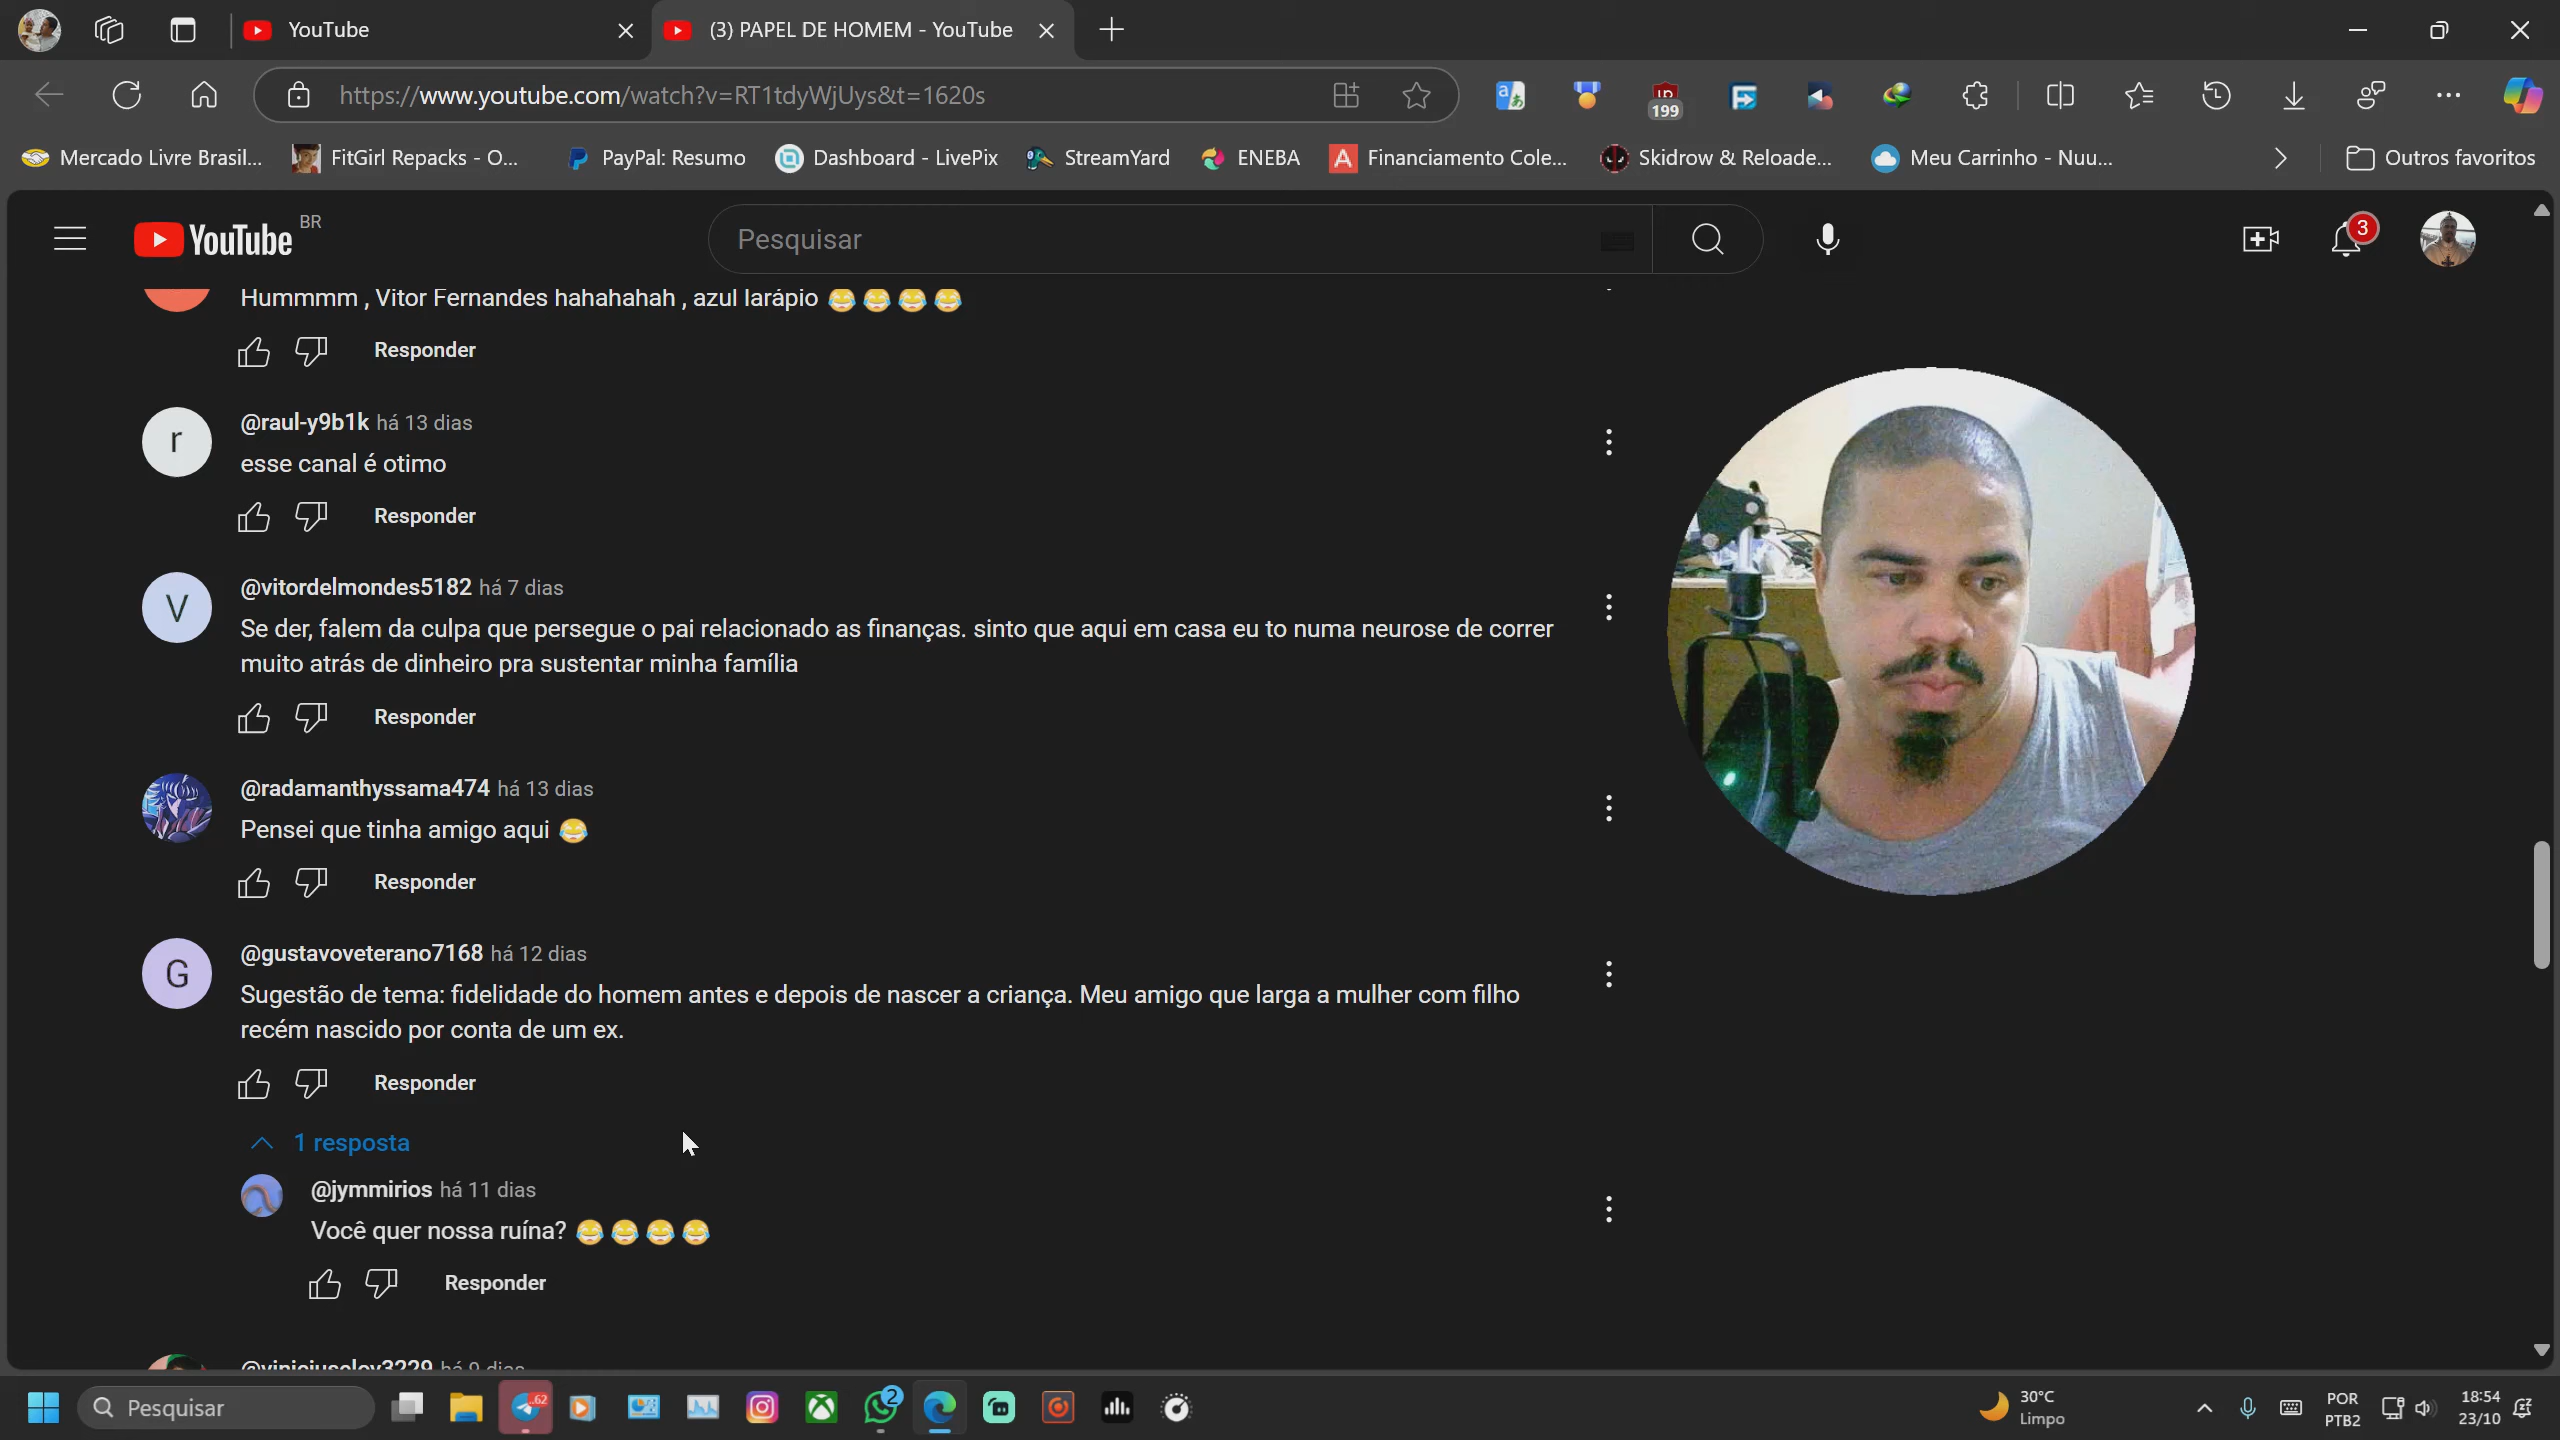 YouTube
(3) PAPEL DE HOMEM - YouTube
https://www.youtube.com/watch?v=RT1tdyWjUys&t=1620s
199
Mercado Livre Brasil...
FitGirl Repacks - O...
PayPal: Resumo
Dashboard - LivePix
StreamYard
ENEBA
Financiamento Cole...
Skidrow & Reloade...
Meu Carrinho - Nuu...
Outros favoritos
YouTube BR
Pesquisar
3
Hummmm , Vitor Fernandes hahahahah , azul larápio 😂 😂 😂 😂
Responder
r
@raul-y9b1k há 13 dias
esse canal é otimo
Responder
V
@vitordelmondes5182 há 7 dias
Se der, falem da culpa que persegue o pai relacionado as finanças. sinto que aqui em casa eu to numa neurose de correr
muito atrás de dinheiro pra sustentar minha família
Responder
@radamanthyssama474 há 13 dias
Pensei que tinha amigo aqui 😂
Responder
G
@gustavoveterano7168 há 12 dias
Sugestão de tema: fidelidade do homem antes e depois de nascer a criança. Meu amigo que larga a mulher com filho
recém nascido por conta de um ex.
Responder
1 resposta
@jymmirios há 11 dias
Você quer nossa ruína? 😂 😂 😂 😂
Responder
há 9 dias
Pesquisar
62
2
30°C
Limpo
POR
PTB2
18:54
23/10